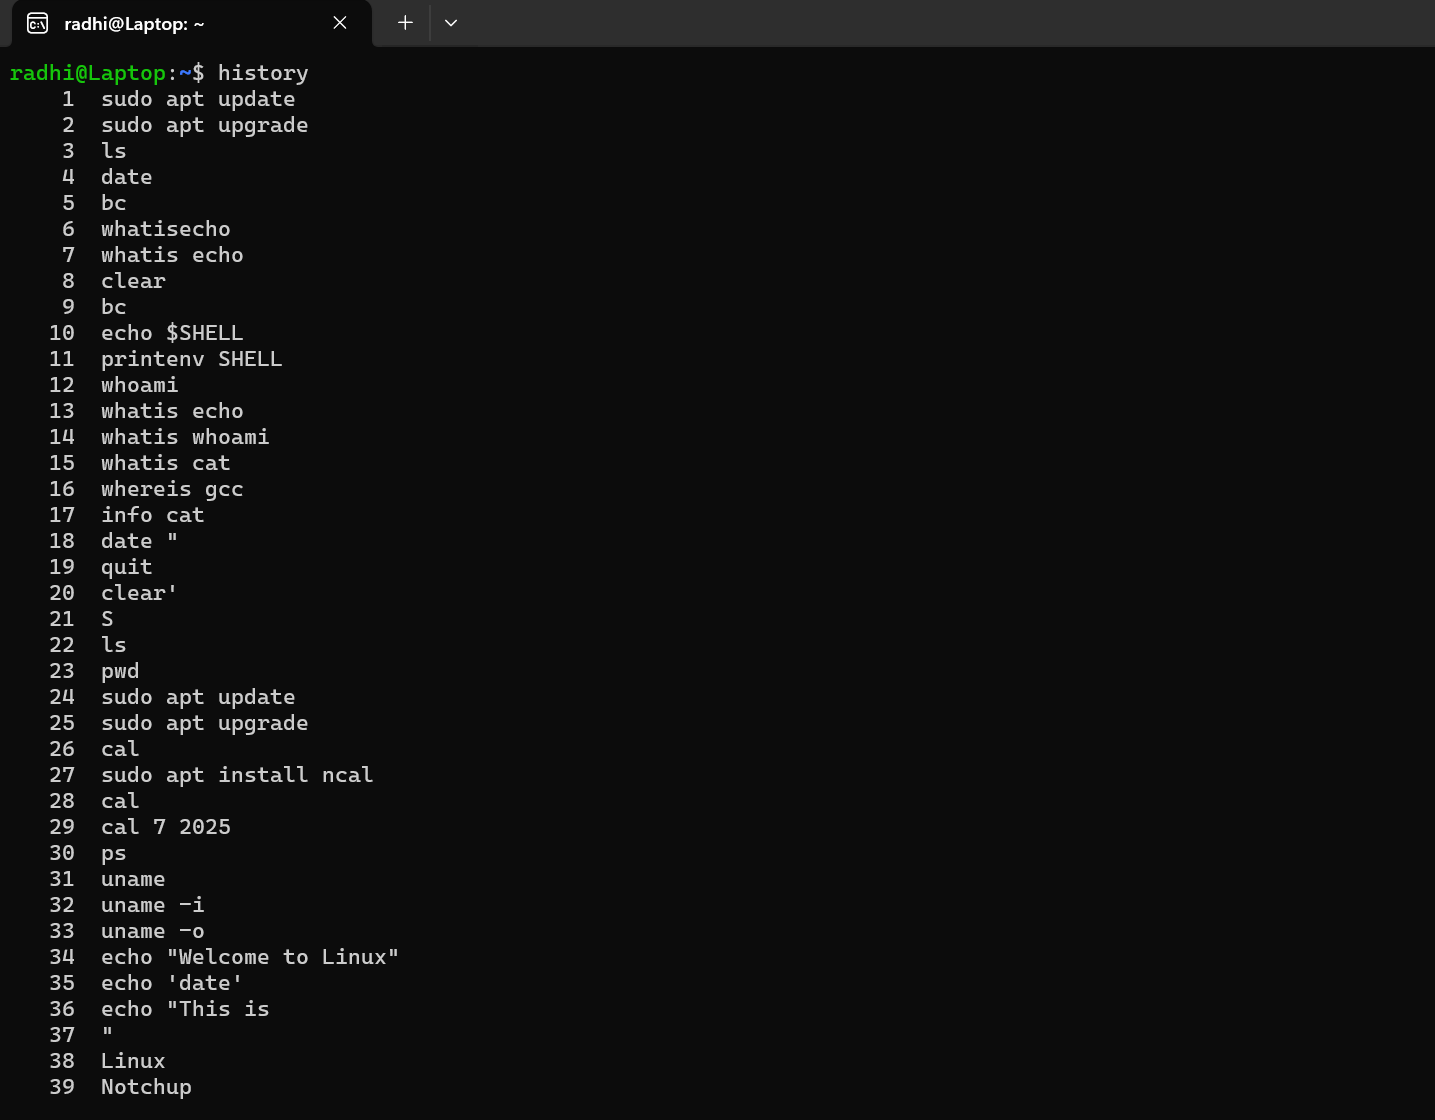 radhi@Laptop: ~
radhi@Laptop:~$ history
1 sudo apt update
2 sudo apt upgrade
3 ls
4 date
5 bc
6 whatisecho
7 whatis echo
8 clear
9 bc
10 echo $SHELL
11 printenv SHELL
12 whoami
13 whatis echo
14 whatis whoami
15 whatis cat
16 whereis gcc
17 info cat
18 date "
19 quit
20 clear'
21 S
22 ls
23 pwd
24 sudo apt update
25 sudo apt upgrade
26 cal
27 sudo apt install ncal
28 cal
29 cal 7 2025
30 ps
31 uname
32 uname -i
33 uname -o
34 echo "Welcome to Linux"
35 echo 'date'
36 echo "This is
37 "
38 Linux
39 Notchup